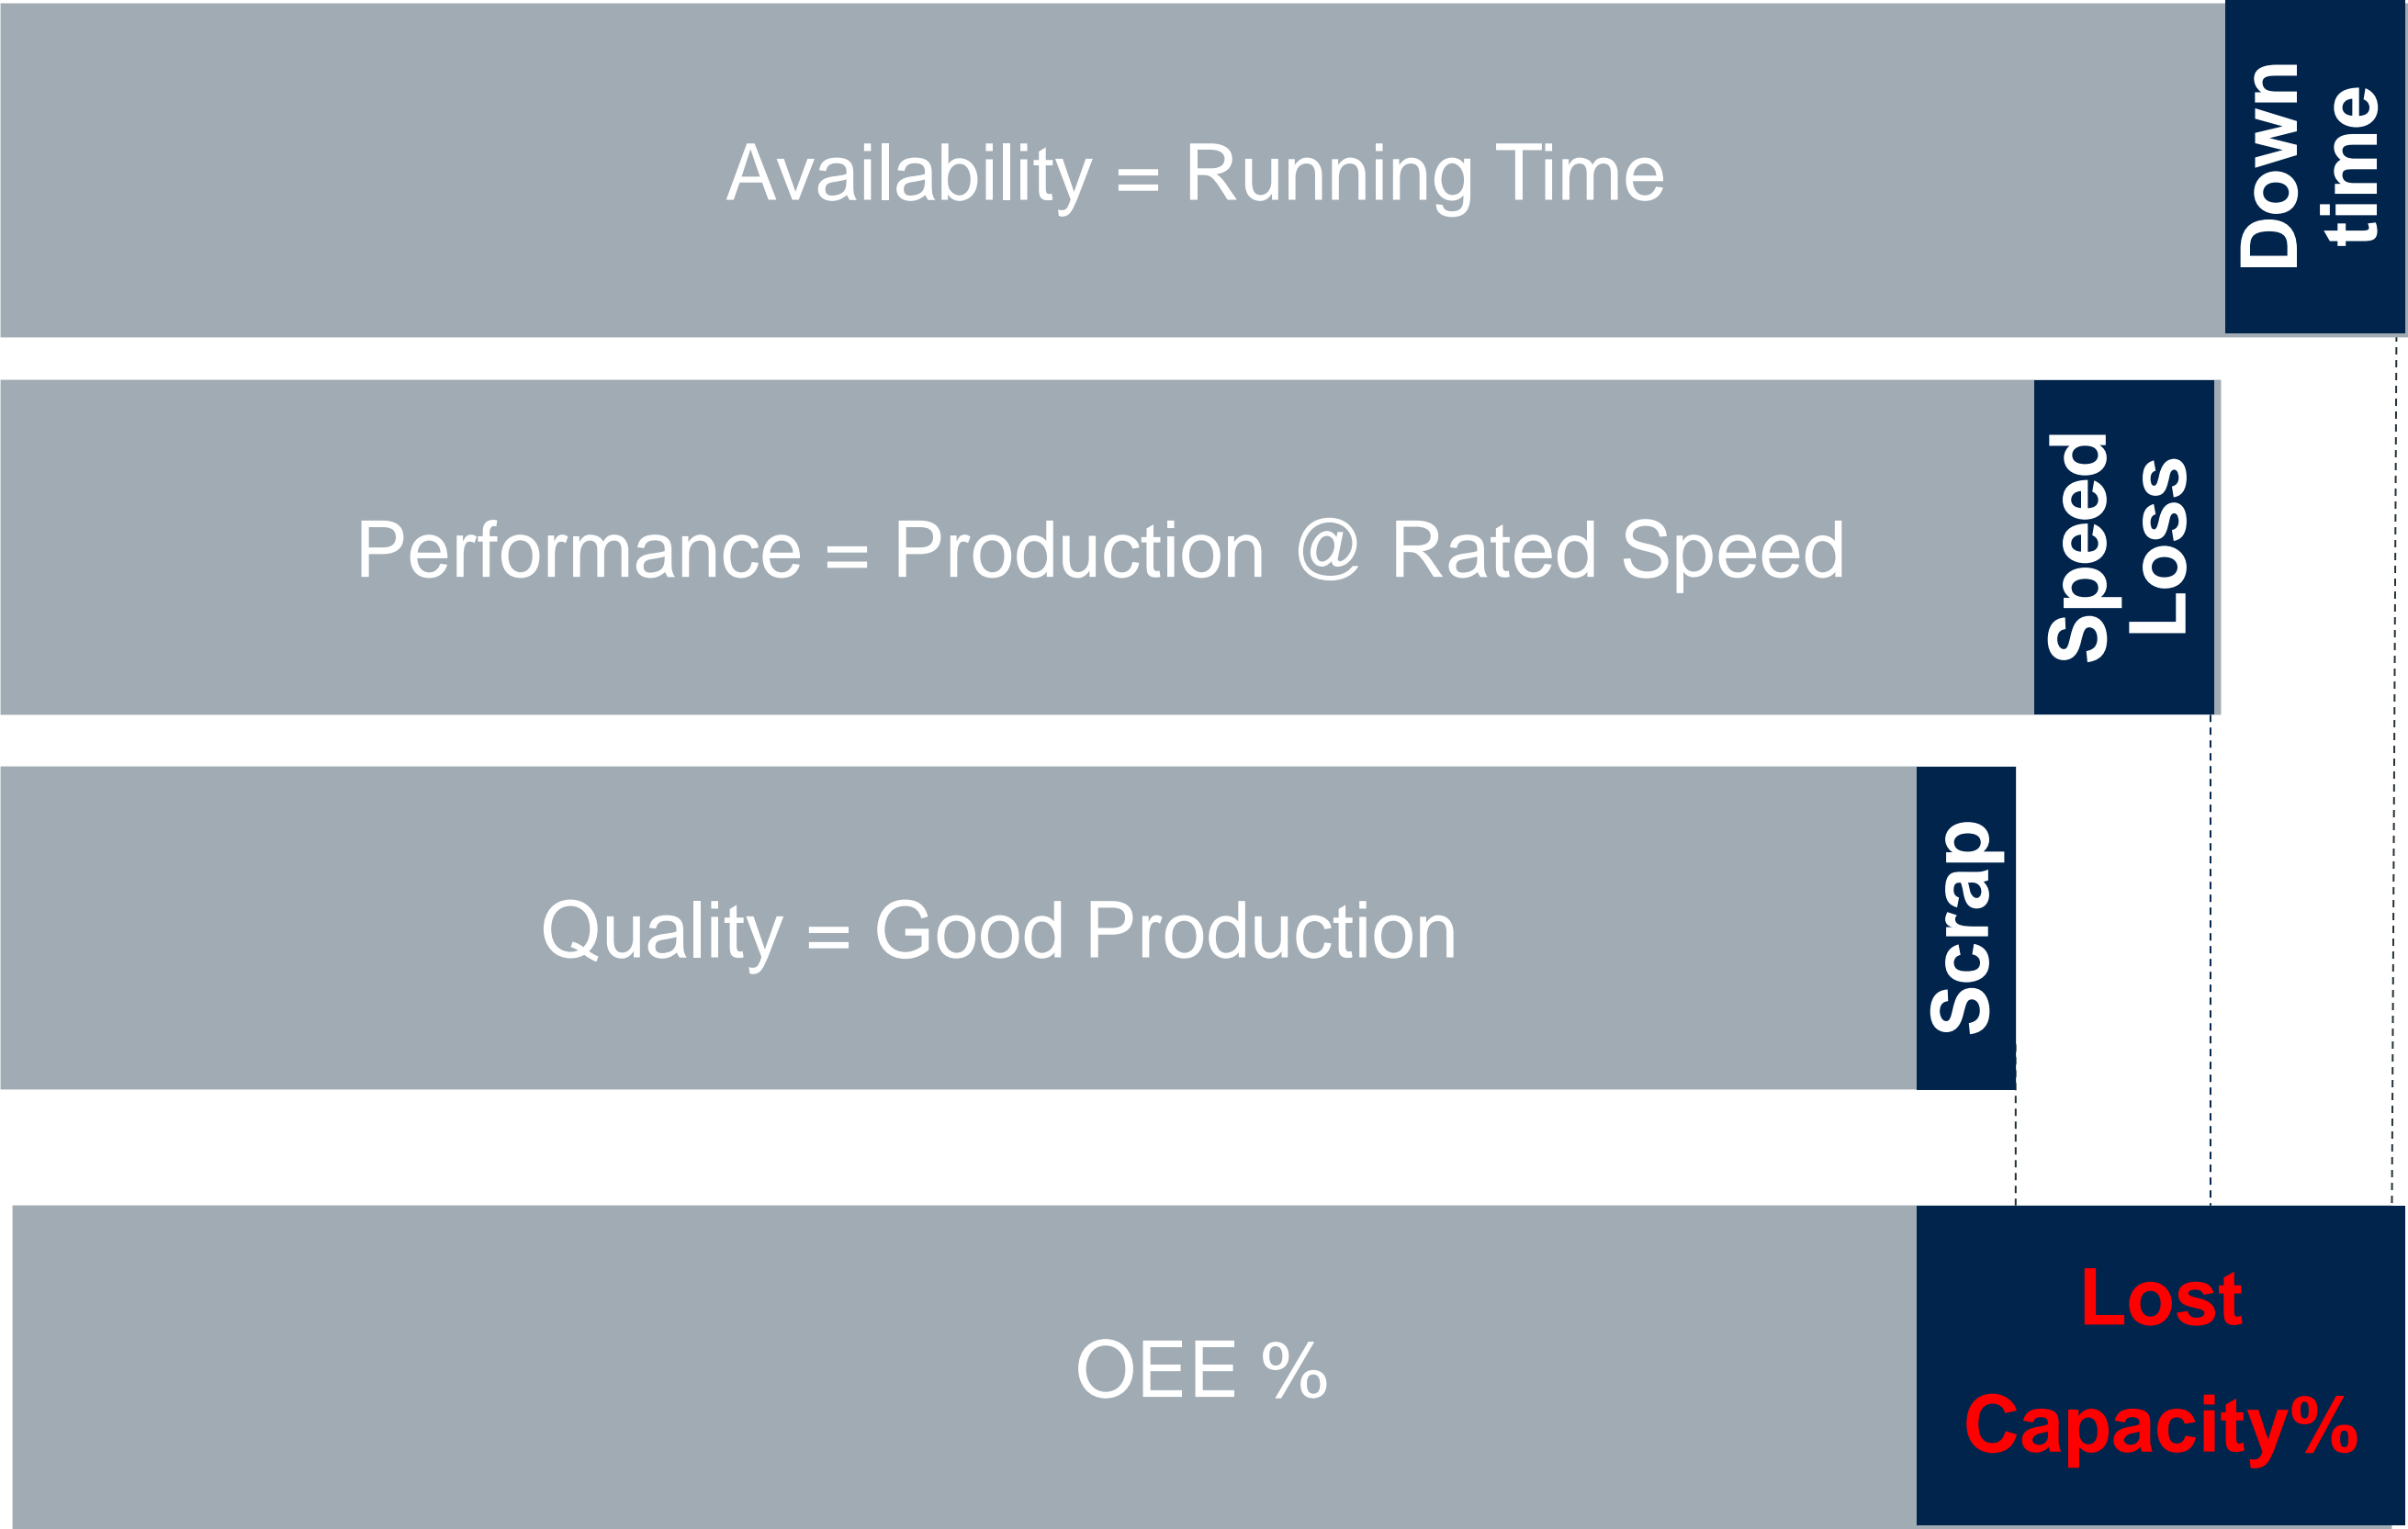 Availability = Running Time
Down
time
Performance = Production @ Rated Speed
Speed
Loss
Quality = Good Production
Scrap
OEE %
Lost
Capacity%